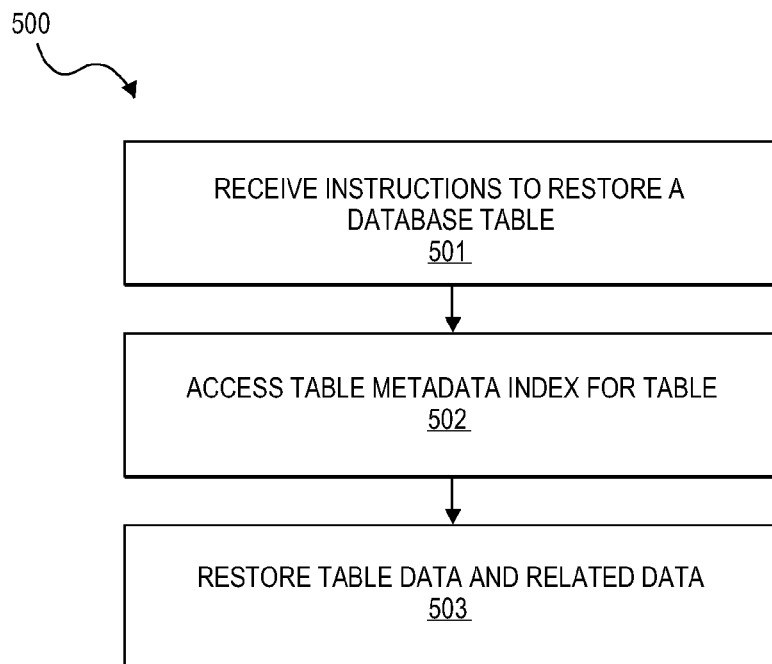 500
RECEIVE INSTRUCTIONS TO RESTORE A
DATABASE TABLE
501
ACCESS TABLE METADATA INDEX FOR TABLE
502
RESTORE TABLE DATA AND RELATED DATA
503